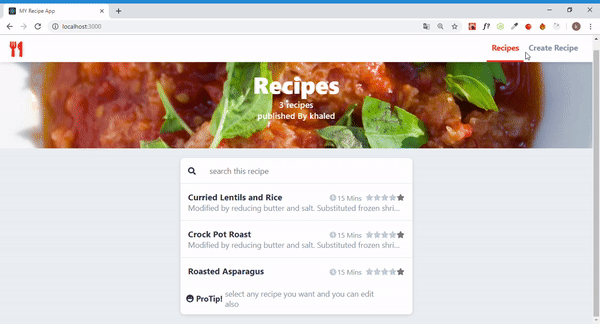 MY Recipe App
localhost:3000
Recipes
Create Recipe
Recipes
3 recipes
published By khaled
search this recipe
Curried Lentils and Rice
15 Mins
Modified by reducing butter and salt. Substituted frozen shri...
Crock Pot Roast
15 Mins
Modified by reducing butter and salt. Substituted frozen shri...
Roasted Asparagus
15 Mins
ProTip! select any recipe you want and you can edit
also